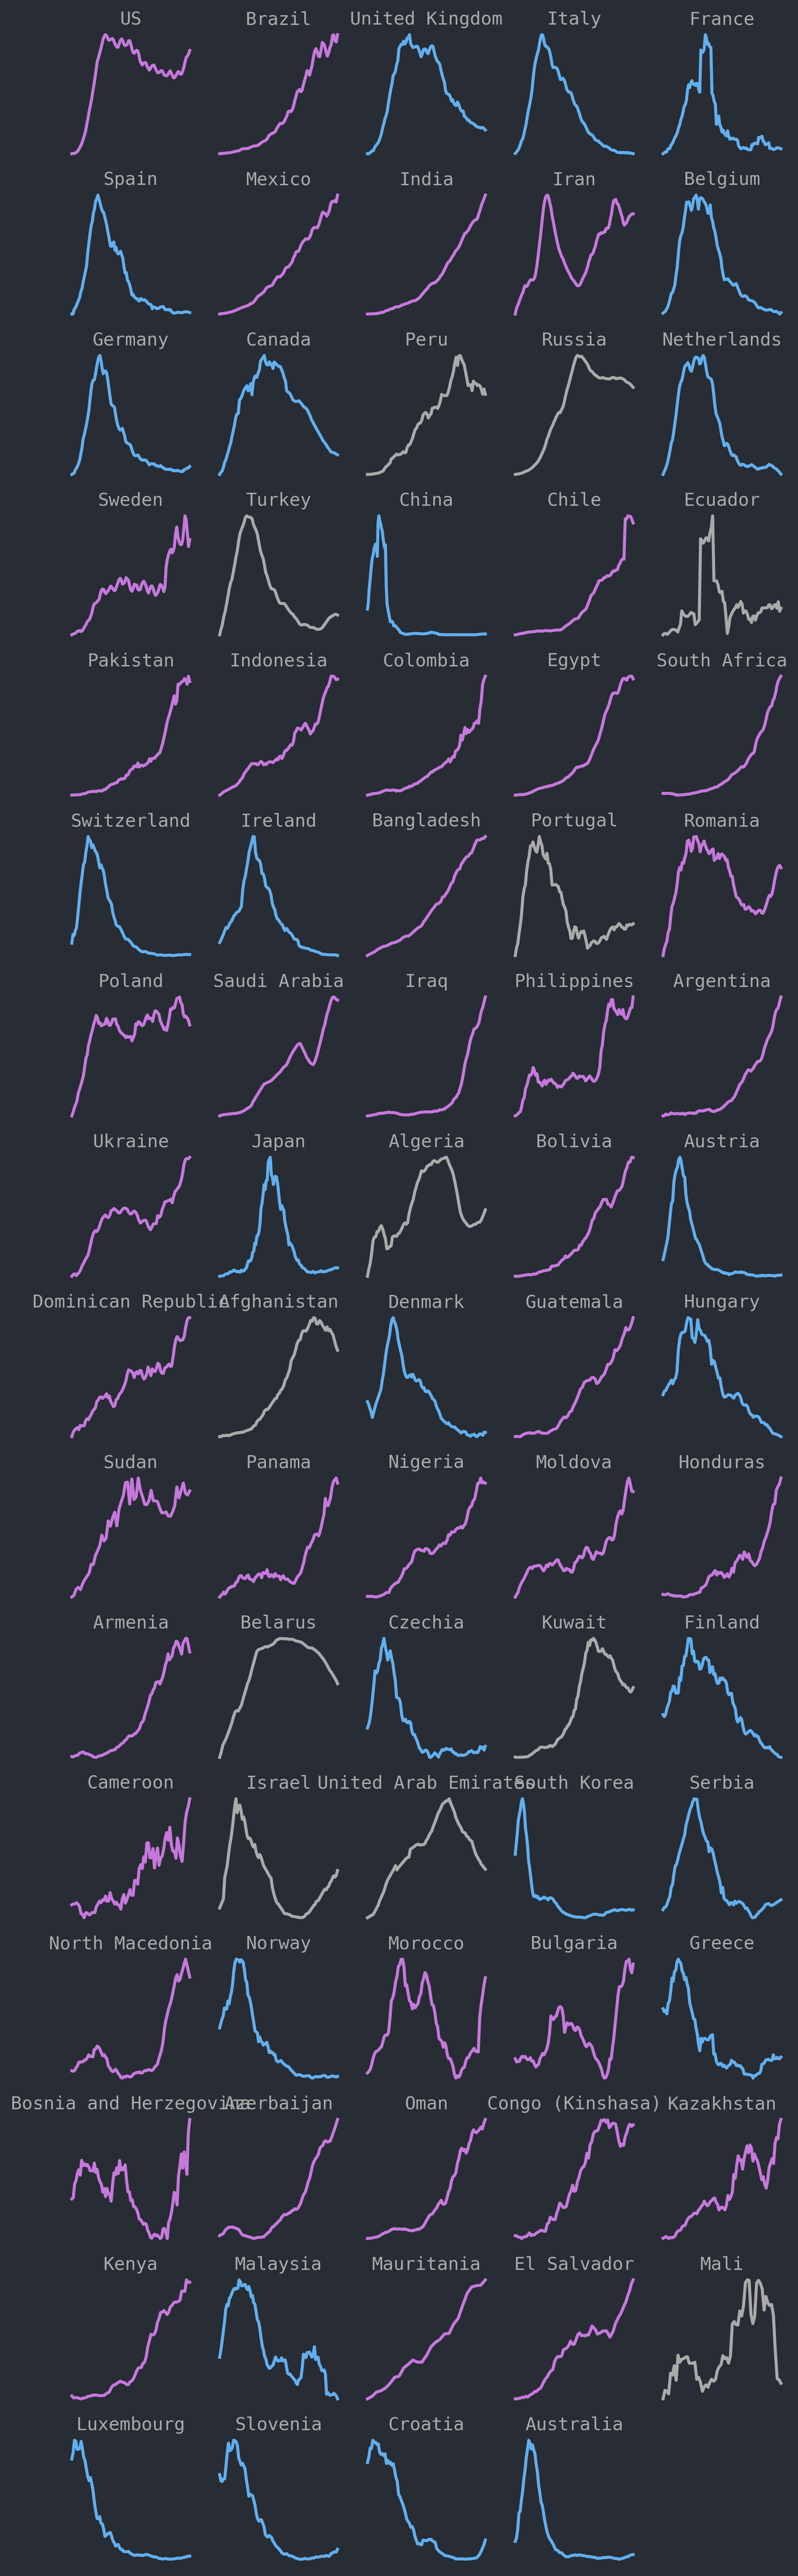 US Brazil United Kingdom Italy France
Spain Mexico India Iran Belgium
Germany Canada Peru Russia Netherlands
Sweden Turkey China Chile Ecuador
Pakistan Indonesia Colombia Egypt South Africa
Switzerland Ireland Bangladesh Portugal Romania
Poland Saudi Arabia Iraq Philippines Argentina
Ukraine Japan Algeria Bolivia Austria
Dominican Republic Afghanistan Denmark Guatemala Hungary
Sudan Panama Nigeria Moldova Honduras
Armenia Belarus Czechia Kuwait Finland
Cameroon Israel United Arab Emirates South Korea Serbia
North Macedonia Norway Morocco Bulgaria Greece
Bosnia and Herzegovina Azerbaijan Oman Congo (Kinshasa) Kazakhstan
Kenya Malaysia Mauritania El Salvador Mali
Luxembourg Slovenia Croatia Australia